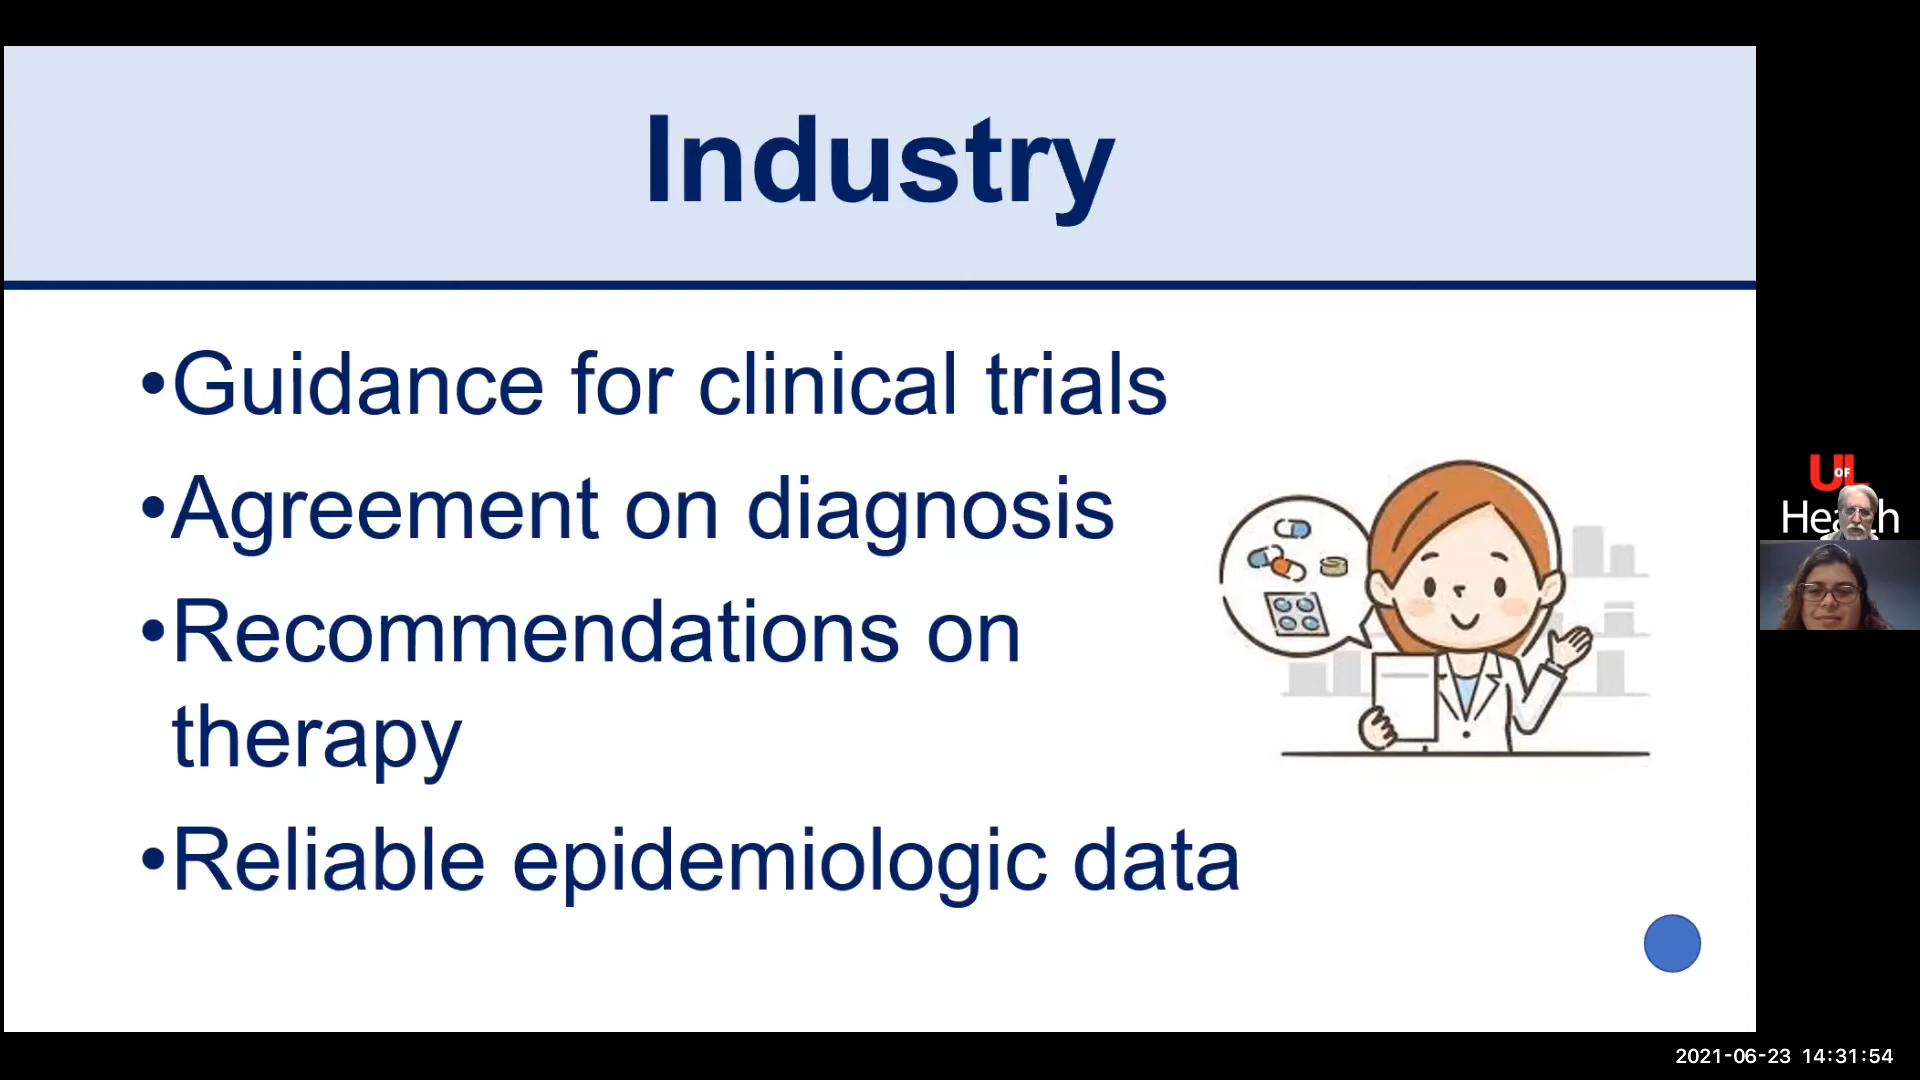 Industry
•Guidance for clinical trials
•Agreement on diagnosis
•Recommendations on
therapy
•Reliable epidemiologic data
U OF L
Health
2021-06-23 14:31:54